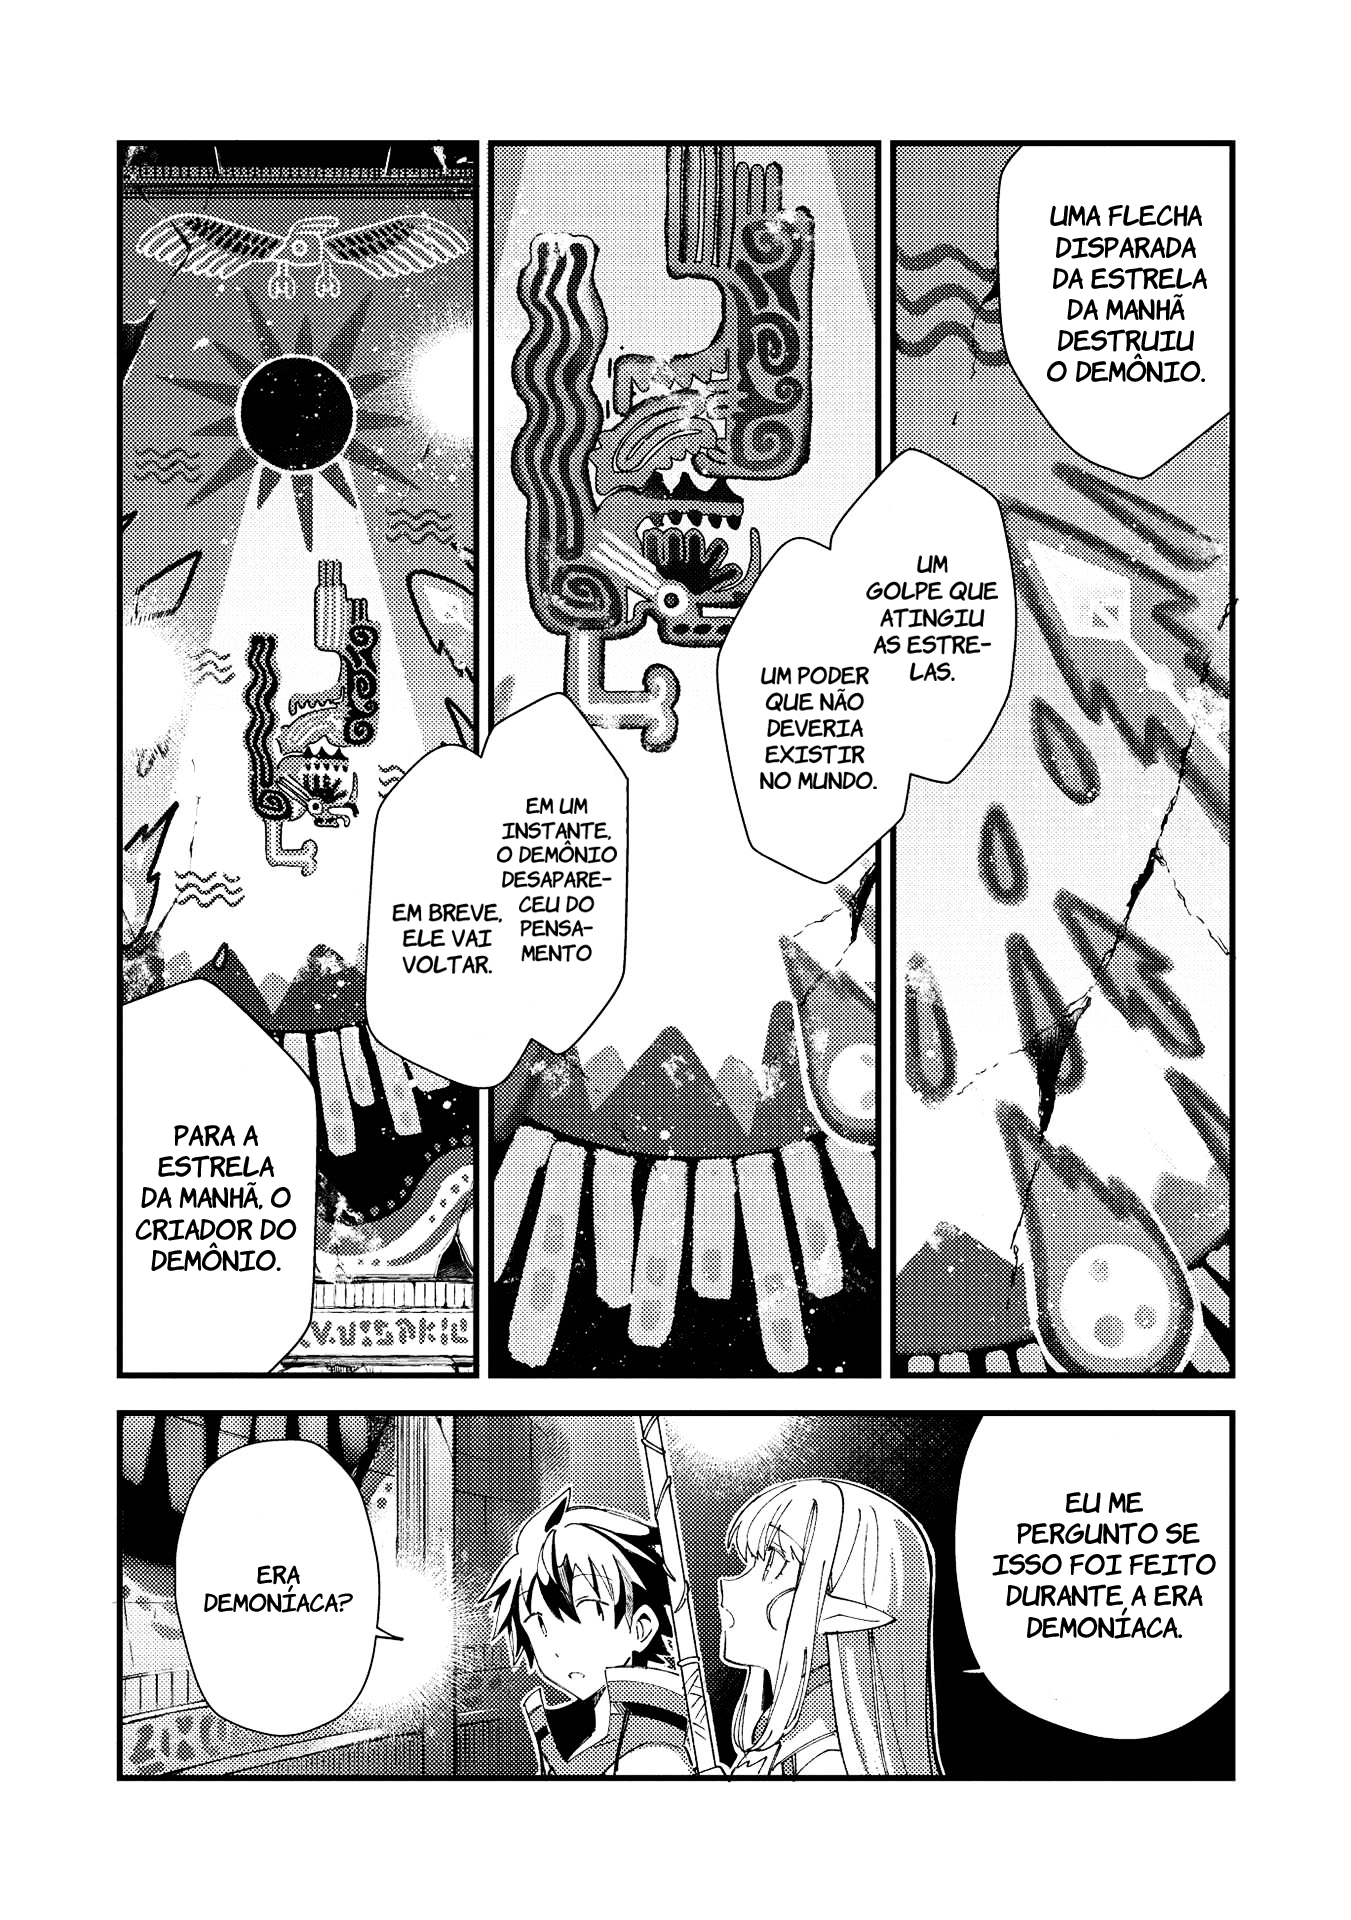 UMA FLECHA
DISPARADA
DA ESTRELA
DA MANHÃ
DESTRUIU
O DEMÔNIO.
UM
GOLPE QUE
ATINGIU
AS ESTRE-
LAS.
UM PODER
QUE NÃO
DEVERIA
EXISTIR
NO MUNDO.
EM UM
INSTANTE,
O DEMÔNIO
DESAPARE-
CEU DO
PENSA-
MENTO
EM BREVE,
ELE VAI
VOLTAR.
PARA A
ESTRELA
DA MANHÃ, O
CRIADOR DO
DEMÔNIO.
EU ME
PERGUNTO SE
ISSO FOI FEITO
DURANTE A ERA
DEMONÍACA.
ERA
DEMONÍACA?